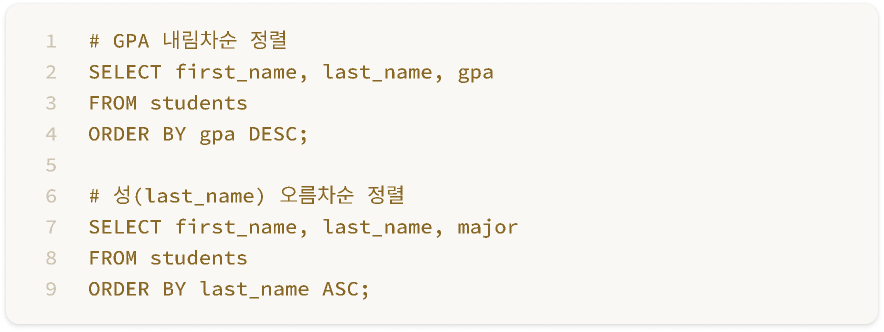 1 # GPA 내림차순 정렬
2 SELECT first_name, last_name, gpa
3 FROM students
4 ORDER BY gpa DESC;
5
6 # 성(last_name) 오름차순 정렬
7 SELECT first_name, last_name, major
8 FROM students
9 ORDER BY last_name ASC;